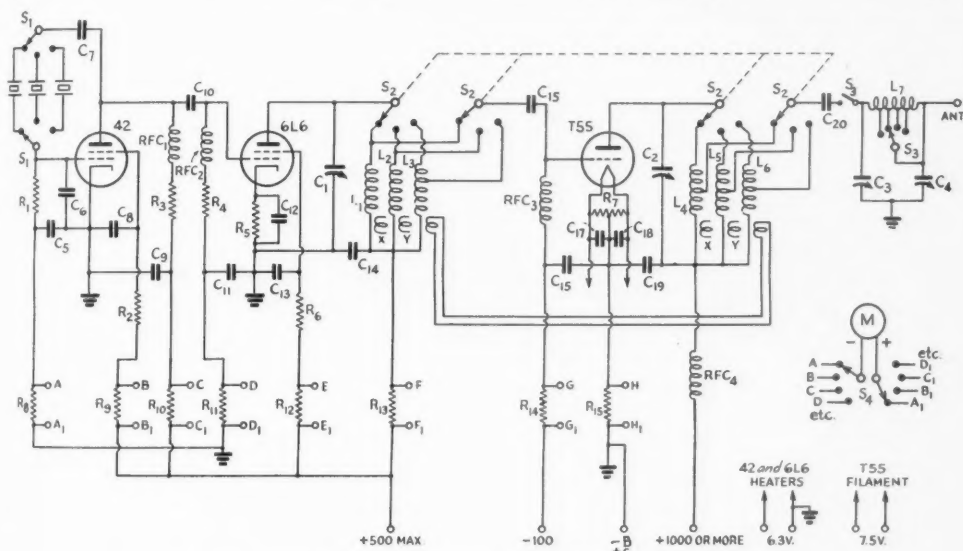 S1
C7
S1
42
C10
6L6
RFC1
RFC2
R1
C6
C5
C8
R3
R4
C9
R2
R5
C12
C1
C11
C13
R6
S2
S2
L1
L2
L3
X
Y
C14
C15
RFC3
T55
R7
C17
C18
C15
C19
C2
S2
S2
L4
L5
L6
X
Y
RFC4
C20
S3
L7
S3
ANT.
C3
C4
M
- +
A
B
C
D
etc.
S4
etc.
D1
C1
B1
A1
R8
A
A1
R9
B
B1
R10
C
C1
R11
D
D1
R12
E
E1
R13
F
F1
R14
G
G1
R15
H
H1
+500 MAX.
-100
-B
+1000 OR MORE
42 and 6L6
HEATERS
6.3V.
T55
FILAMENT
7.5V.